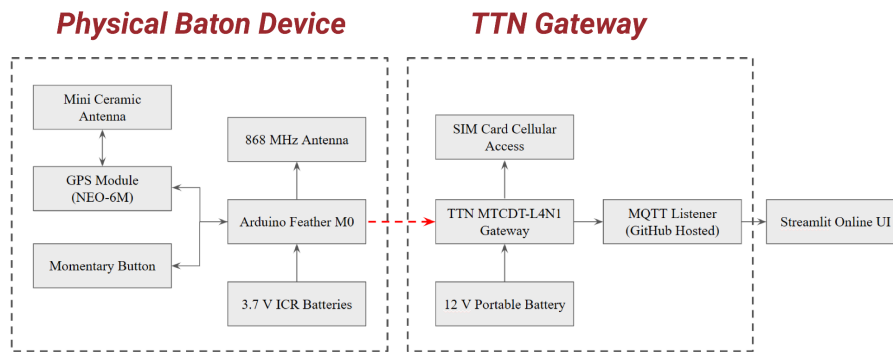 Physical Baton Device
TTN Gateway
Mini Ceramic
Antenna
868 MHz Antenna
SIM Card Cellular
Access
GPS Module
(NEO-6M)
Arduino Feather M0
TTN MTCDT-L4N1
Gateway
MQTT Listener
(GitHub Hosted)
Streamlit Online UI
Momentary Button
3.7 V ICR Batteries
12 V Portable Battery